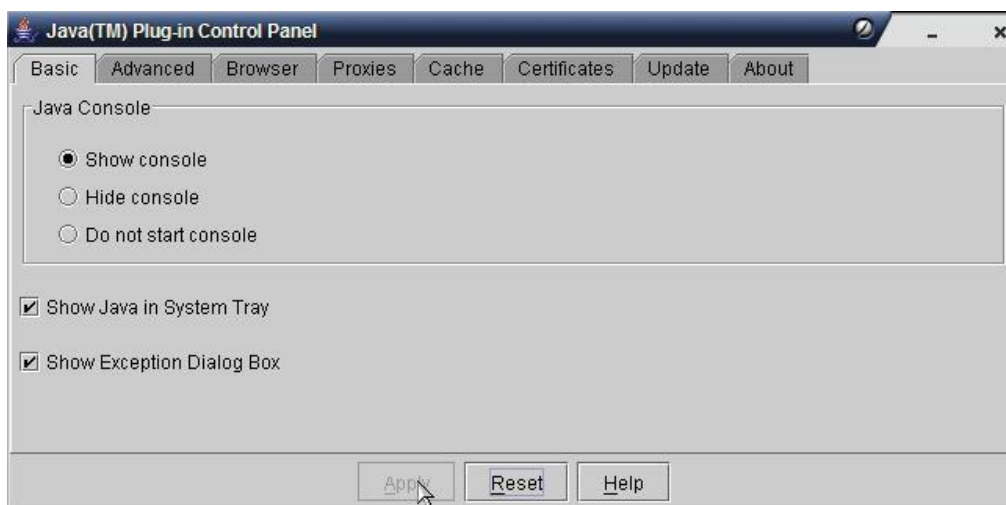 Java(TM) Plug-in Control Panel
Basic Advanced Browser Proxies Cache Certificates Update About
Java Console
Show console
Hide console
Do not start console
Show Java in System Tray
Show Exception Dialog Box
Apply Reset Help